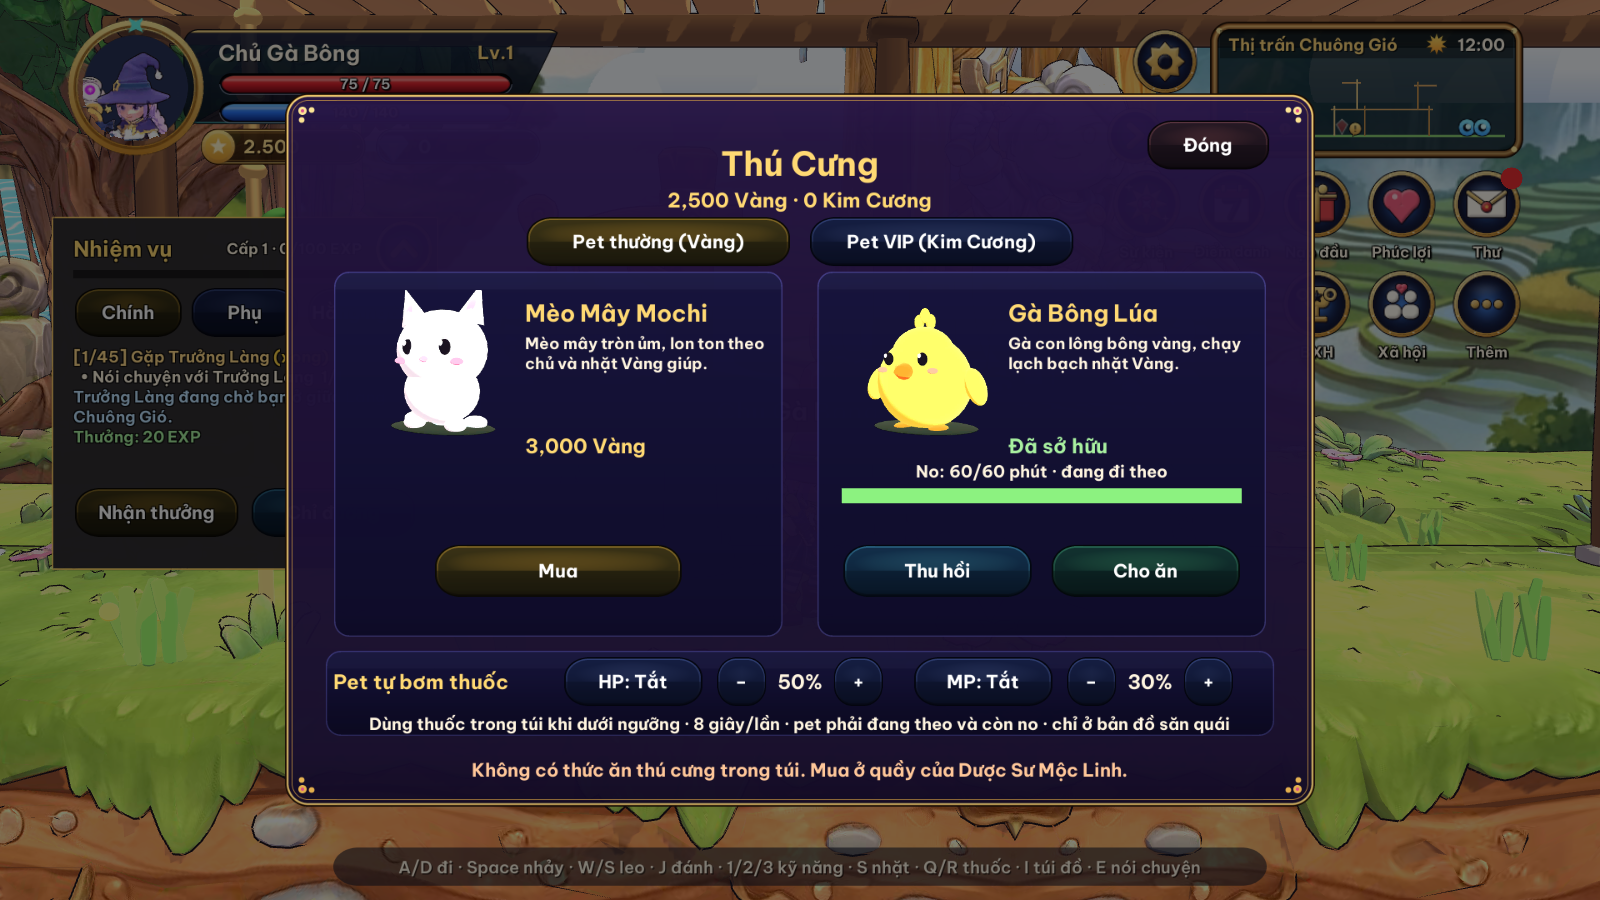 Chủ Gà Bông
Lv.1
75 / 75
2.50
Thị trấn Chuông Gió
12:00
Đóng
Thú Cưng
2,500 Vàng · 0 Kim Cương
Pet thường (Vàng)
Pet VIP (Kim Cương)
Nhiệm vụ
Cấp 1 · 0
Chính
Phụ
[1/45] Gặp Trưởng Làng (
• Nói chuyện với Trưởng L
Trưởng Làng đang chờ bạn
Chuông Gió.
Thưởng: 20 EXP
Nhận thưởng
đấu
Phúc lợi
Thư
XH
Xã hội
Thêm
Mèo Mây Mochi
Mèo mây tròn ủm, lon ton theo
chủ và nhặt Vàng giúp.
3,000 Vàng
Mua
Gà Bông Lúa
Gà con lông bông vàng, chạy
lạch bạch nhặt Vàng.
Đã sở hữu
No: 60/60 phút · đang đi theo
Thu hồi
Cho ăn
Pet tự bơm thuốc
HP: Tắt
-
50%
+
MP: Tắt
-
30%
+
Dùng thuốc trong túi khi dưới ngưỡng · 8 giây/lần · pet phải đang theo và còn no · chỉ ở bản đồ săn quái
Không có thức ăn thú cưng trong túi. Mua ở quầy của Dược Sư Mộc Linh.
A/D đi · Space nhảy · W/S leo · J đánh · 1/2/3 kỹ năng · S nhặt · Q/R thuốc · I túi đồ · E nói chuyện